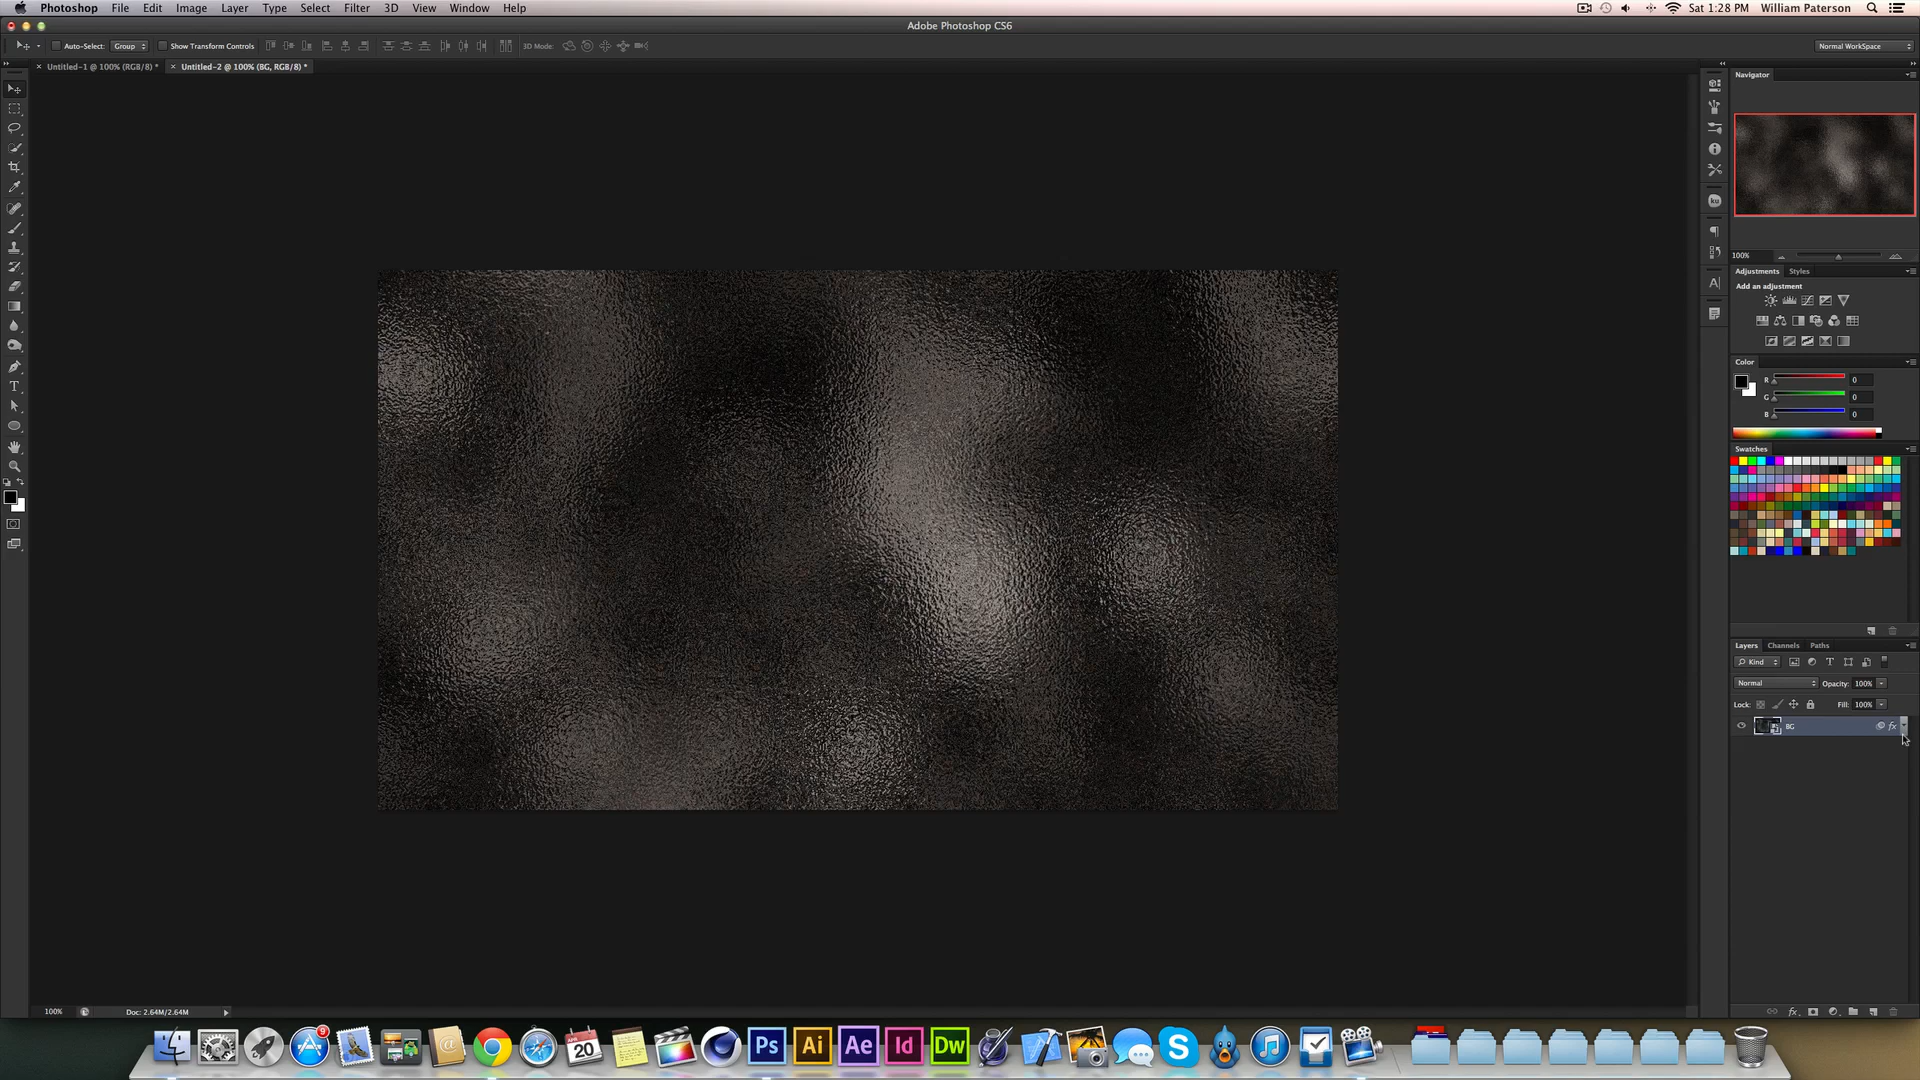 Photoshop File Edit Image Layer Type Select Filter 3D View Window Help Sat 1:28 PM William Paterson
Adobe Photoshop CS6
Auto-Select: Group Show Transform Controls 3D Mode: Normal WorkSpace
Untitled-1 @ 100% (RGB/8) * Untitled-2 @ 100% (BG, RGB/8) *
Navigator
ku
100%
Adjustments Styles
Add an adjustment
Color
R 0
G 0
B 0
Swatches
Layers Channels Paths
Kind
Normal Opacity: 100%
Lock: Fill: 100%
BG fx
100% Doc: 2.64M/2.64M
9
APR
20
Ps Ai Ae Id Dw